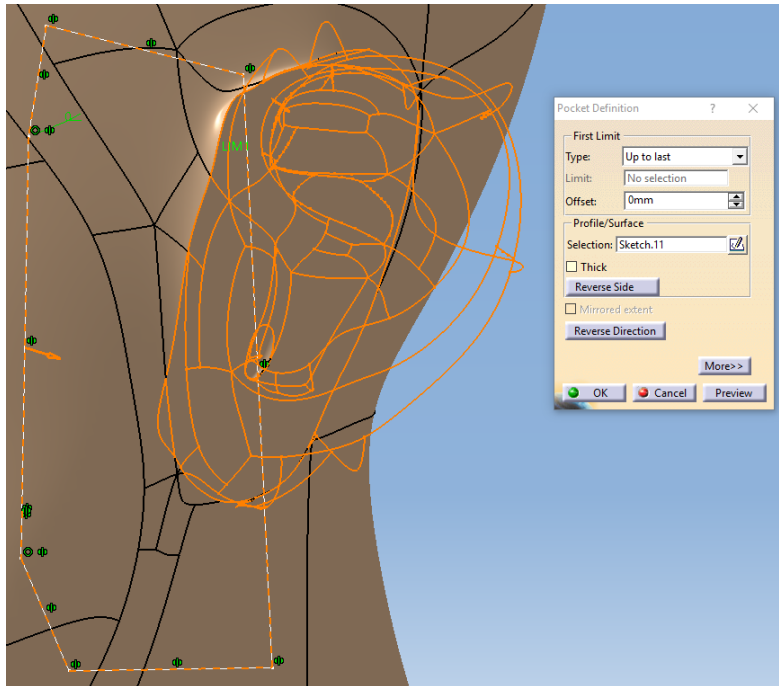 Pocket Definition ? ×
First Limit
Type: Up to last
Limit: No selection
Offset: 0mm
Profile/Surface
Selection: Sketch.11
Thick
Reverse Side
Mirrored extent
Reverse Direction
More>>
OK Cancel Preview